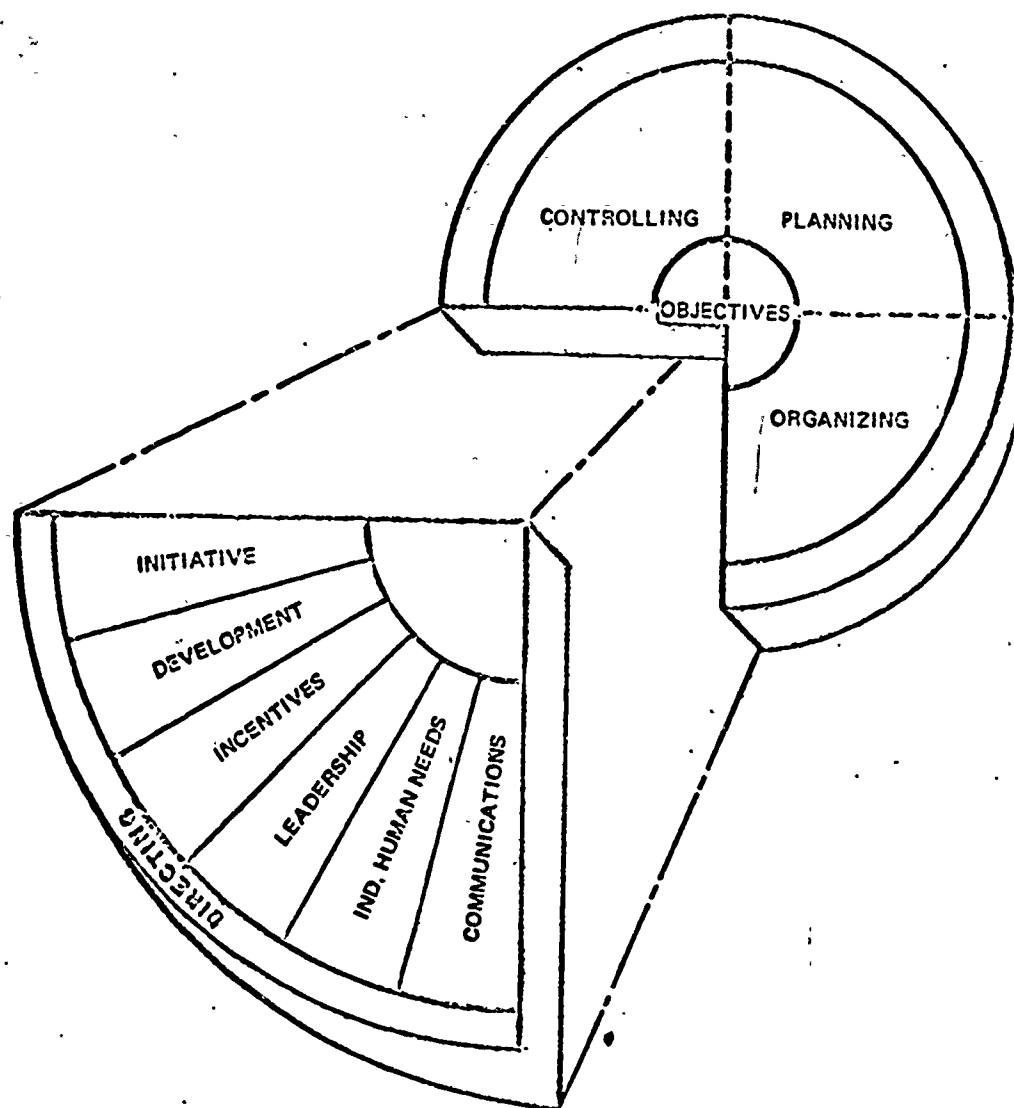 CONTROLLING
PLANNING
OBJECTIVES
ORGANIZING
INITIATIVE
DEVELOPMENT
INCENTIVES
LEADERSHIP
IND. HUMAN NEEDS
COMMUNICATIONS
DIRECTING